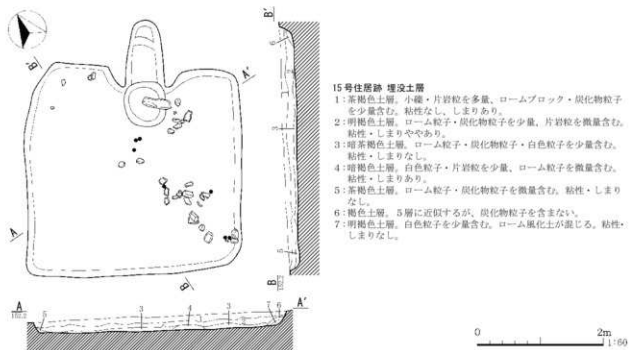 B'
B'
A'
15号住居跡 埋没土層
1：茶褐色土層。小礫・片岩粒を多量、ロームブロック・炭化物粒子
を少量含む。粘性なし、しまりあり。
2：明褐色土層。ローム粒子・炭化物粒子を少量、片岩粒を微量含む。
粘性・しまりややあり。
3：暗茶褐色土層。ローム粒子・炭化物粒子・白色粒子を少量含む。
粘性・しまりなし。
4：暗褐色土層。白色粒子・片岩粒を少量、ローム粒子を微量含む。
粘性・しまりあり。
5：茶褐色土層。ローム粒子・炭化物粒子を微量含む。粘性・しまり
なし。
6：褐色土層。5層に近似するが、炭化物粒子を含まない。
7：明褐色土層。白色粒子を少量含む。ローム風化土が混じる。粘性・
しまりなし。
A
B
B
A
A'
5 3 4 3 7 6
0 2m
1:60